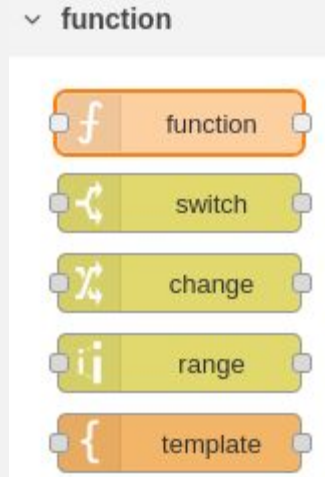 function
function
switch
change
range
template